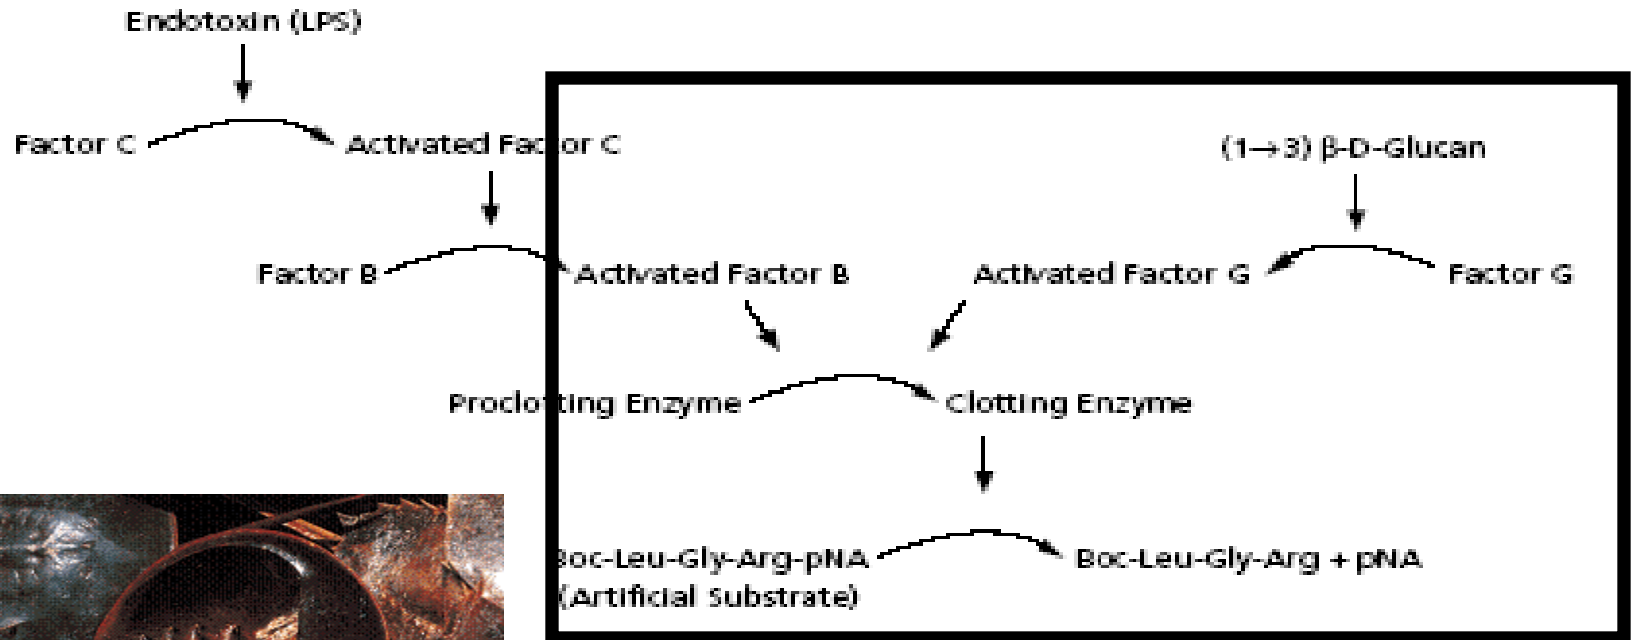 Endotoxin (LPS)
Factor C
Activated Factor C
(1→3) β-D-Glucan
Factor B
Activated Factor B
Activated Factor G
Factor G
Proclotting Enzyme
Clotting Enzyme
Boc-Leu-Gly-Arg-pNA
Boc-Leu-Gly-Arg + pNA
(Artificial Substrate)